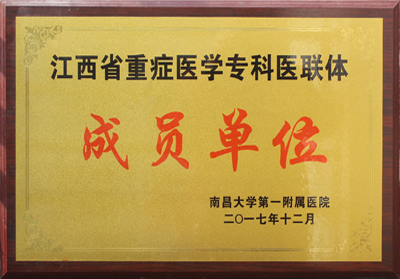 江西省重症医学专科医联体
成员单位
南昌大学第一附属医院
二〇一七年十二月